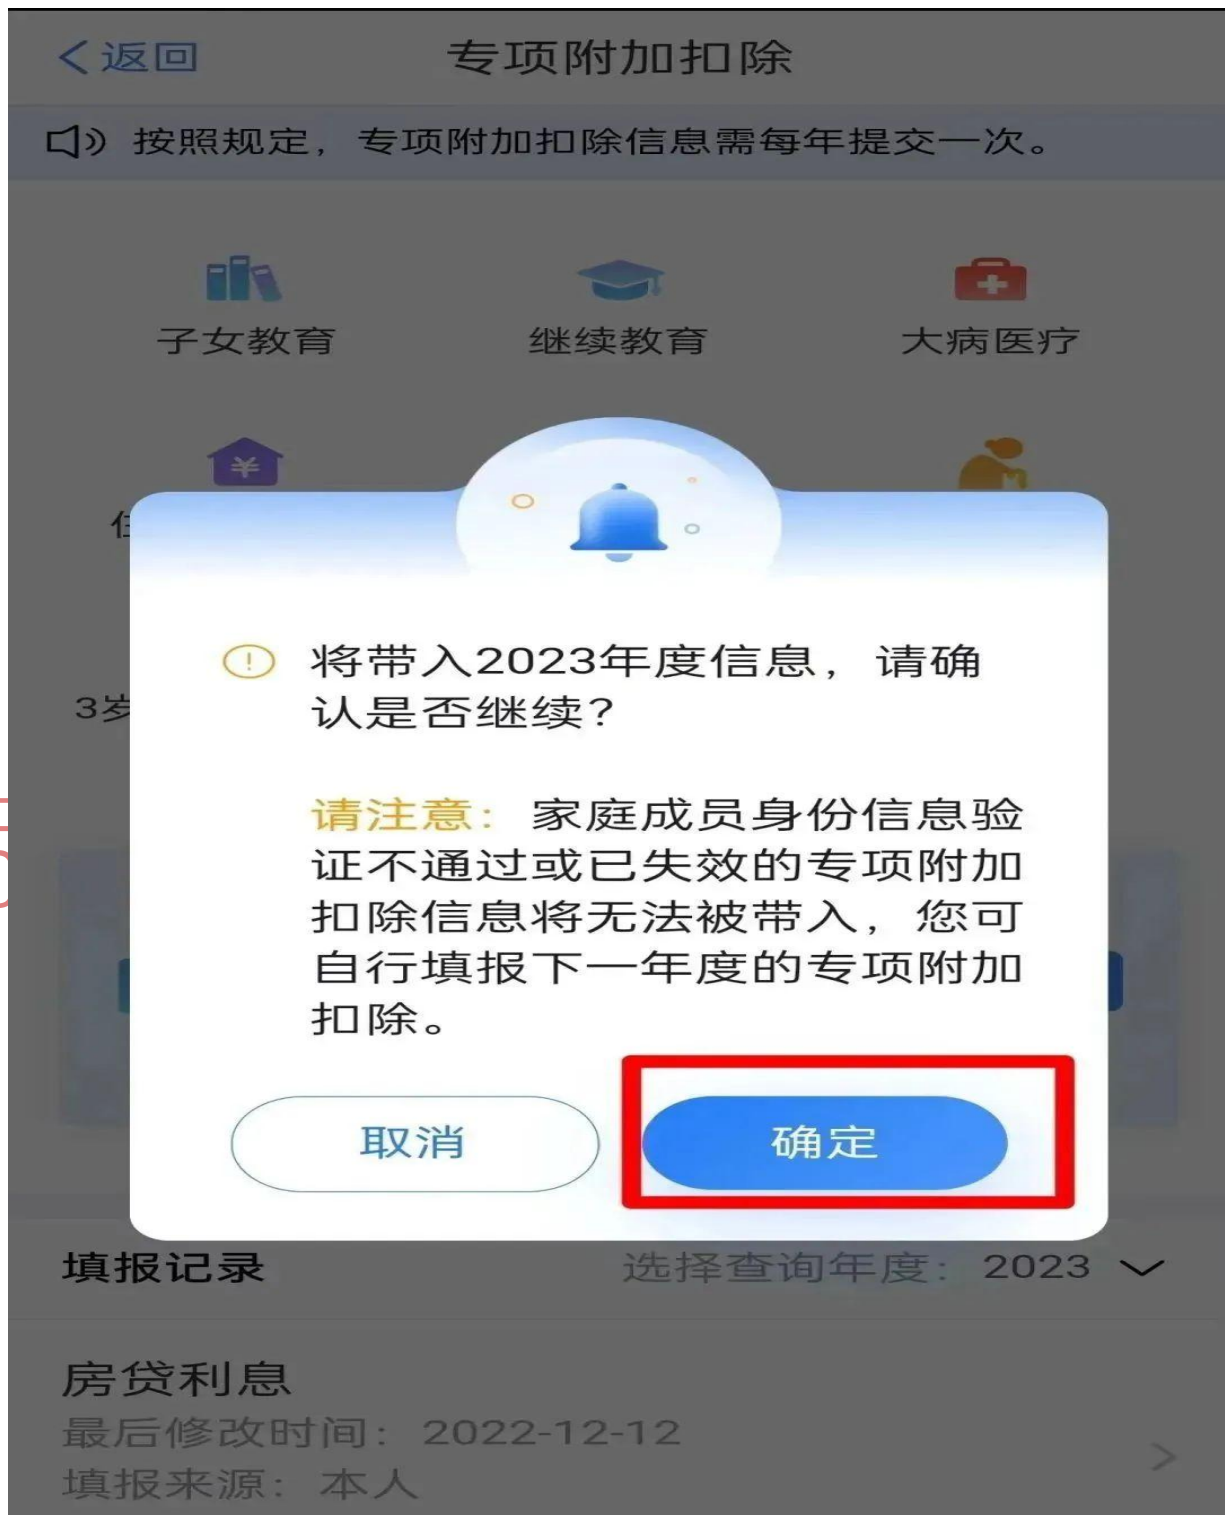 返回
专项附加扣除
按照规定，专项附加扣除信息需每年提交一次。
子女教育
继续教育
大病医疗
¥
3岁
将带入2023年度信息，请确
认是否继续？
请注意：家庭成员身份信息验
证不通过或已失效的专项附加
扣除信息将无法被带入，您可
自行填报下一年度的专项附加
扣除。
取消
确定
填报记录
选择查询年度：2023
房贷利息
最后修改时间：2022-12-12
填报来源：本人